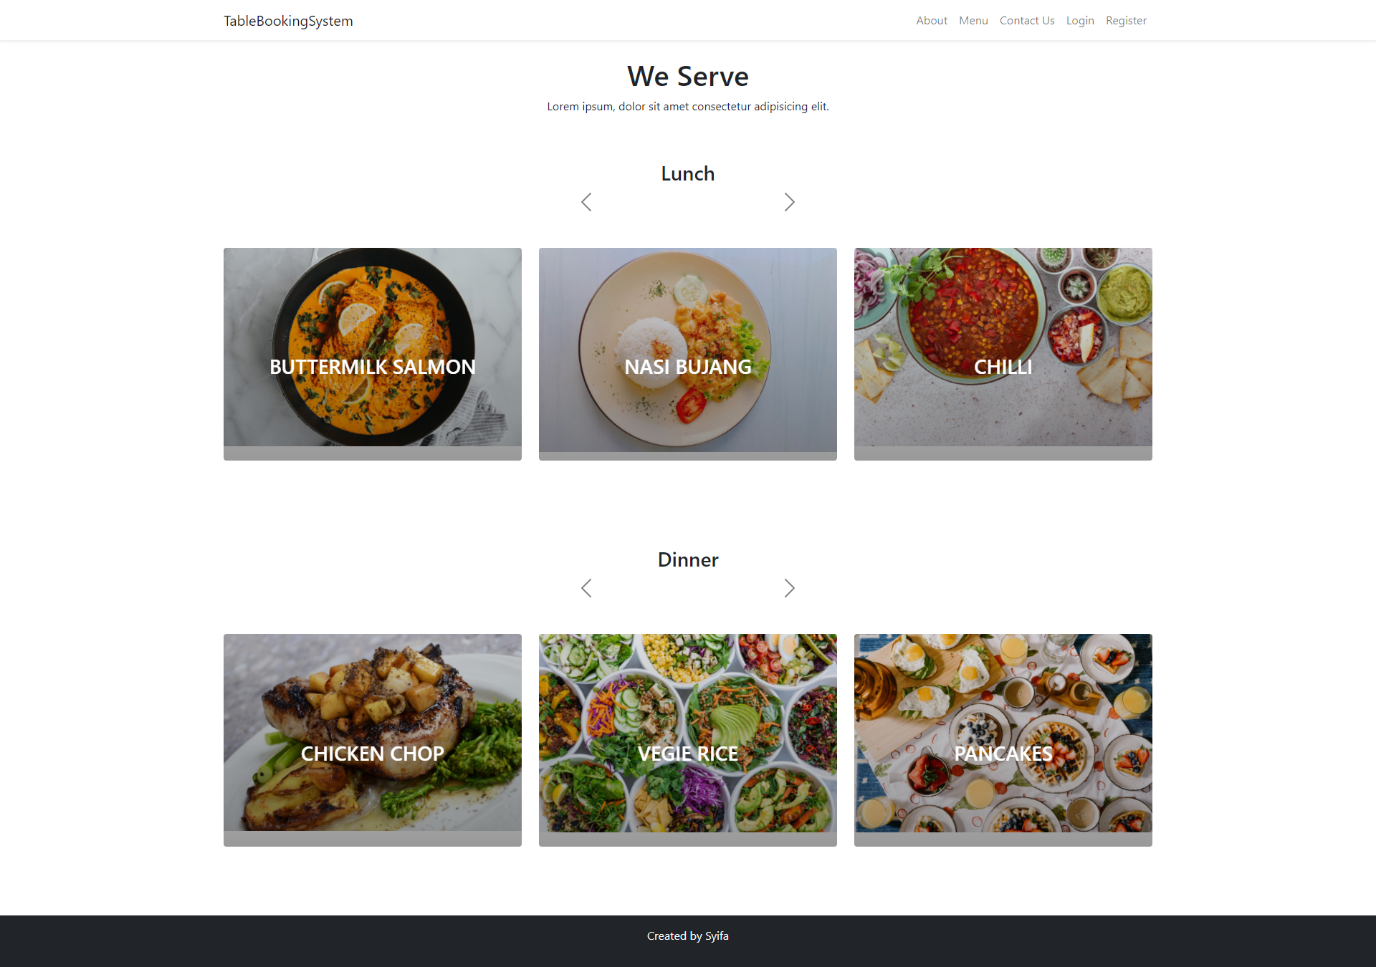 TableBookingSystem
About Menu Contact Us Login Register
We Serve
Lorem ipsum, dolor sit amet consectetur adipisicing elit.
Lunch
BUTTERMILK SALMON
NASI BUJANG
CHILLI
Dinner
CHICKEN CHOP
VEGIE RICE
PANCAKES
Created by Syifa